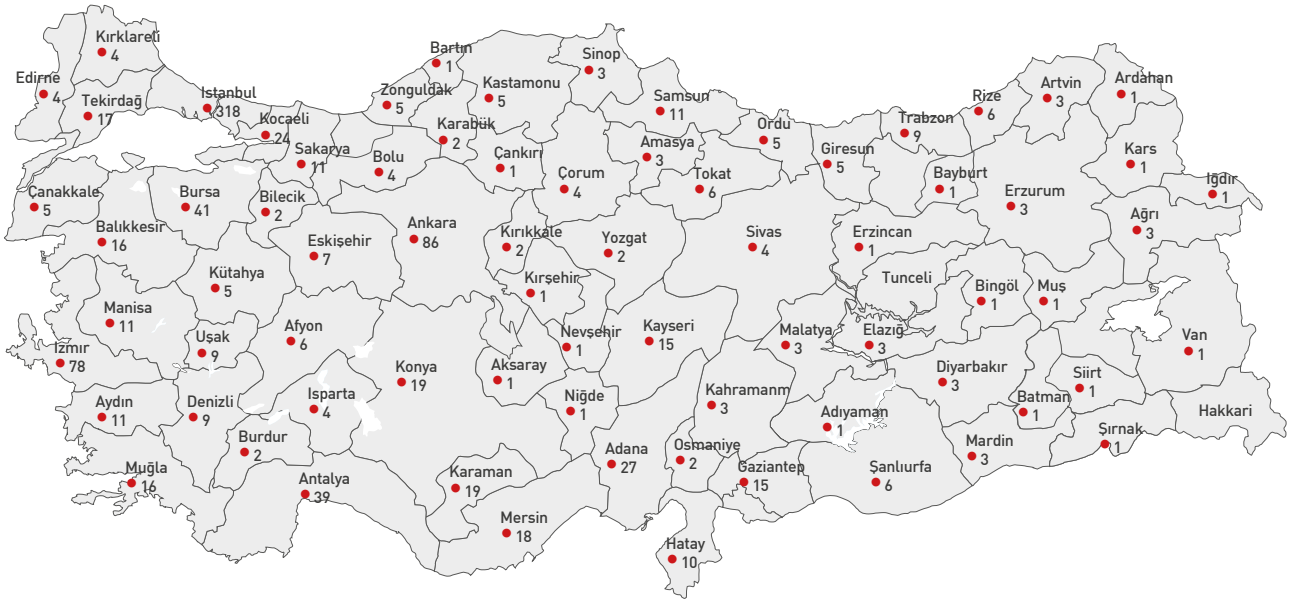 Kırklareli
4
Edirne
4
Tekirdağ
17
Istanbul
318
Kocaeli
24
Sakarya
11
Bolu
4
Zonguldak
5
Bartın
1
Karabük
2
Kastamonu
5
Sinop
3
Çankırı
1
Çorum
4
Samsun
11
Amasya
3
Tokat
6
Ordu
5
Giresun
5
Trabzon
9
Rize
6
Artvin
3
Ardahan
1
Kars
1
Iğdır
1
Ağrı
3
Bayburt
1
Erzurum
3
Erzincan
1
Çanakkale
5
Balıkkesir
16
Bursa
41
Bilecik
2
Eskişehir
7
Ankara
86
Kırıkkale
2
Yozgat
2
Sivas
4
Tunceli
Bingöl
1
Muş
1
Kütahya
5
Manisa
11
Uşak
9
Afyon
6
Kırşehir
1
Nevşehir
1
Kayseri
15
Malatya
3
Elazığ
3
Van
1
Izmır
78
Aydın
11
Denizli
9
Isparta
4
Burdur
2
Konya
19
Aksaray
1
Niğde
1
Kahramanm
3
Adıyaman
1
Diyarbakır
3
Batman
1
Siirt
1
Hakkari
Şırnak
1
Mardin
3
Şanlıurfa
6
Gaziantep
15
Osmaniye
2
Adana
27
Karaman
19
Mersin
18
Hatay
10
Antalya
39
Muğla
16